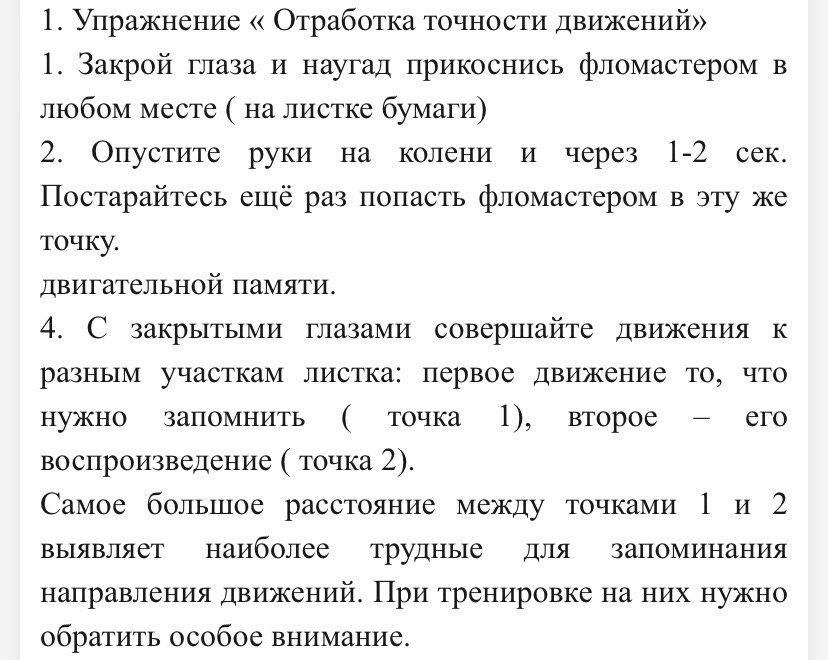 1. Упражнение « Отработка точности движений»
1. Закрой глаза и наугад прикоснись фломастером в
любом месте ( на листке бумаги)
2. Опустите руки на колени и через 1-2 сек.
Постарайтесь ещё раз попасть фломастером в эту же
точку.
двигательной памяти.
4. С закрытыми глазами совершайте движения к
разным участкам листка: первое движение то, что
нужно запомнить ( точка 1), второе – его
воспроизведение ( точка 2).
Самое большое расстояние между точками 1 и 2
выявляет наиболее трудные для запоминания
направления движений. При тренировке на них нужно
обратить особое внимание.